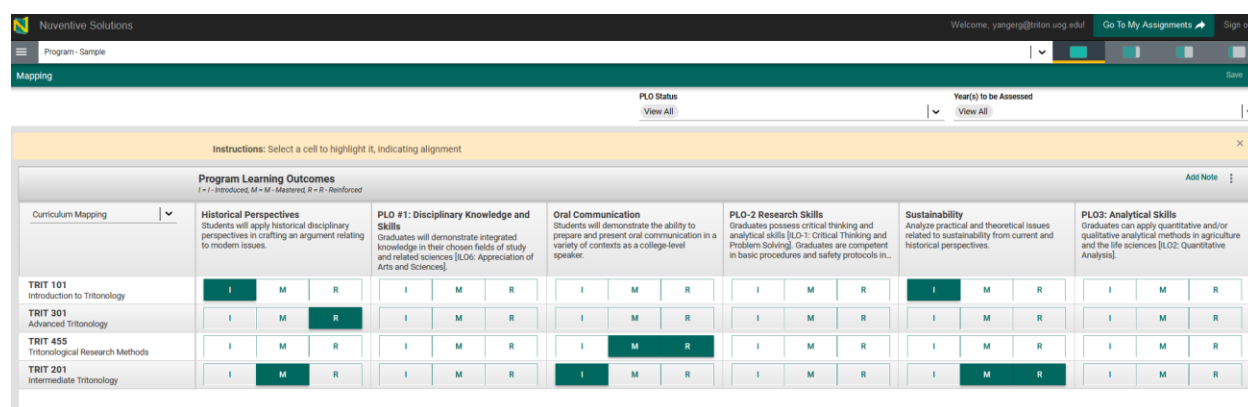 Nuventive Solutions
Welcome, yangerg@triton.uog.edu!
Go To My Assignments
Sign o
Program - Sample
Mapping
Save
PLO Status
View All
Year(s) to be Assessed
View All
Instructions: Select a cell to highlight it, indicating alignment
×
Program Learning Outcomes
I = I - Introduced, M = M - Mastered, R = R - Reinforced
Add Note
Curriculum Mapping
Historical Perspectives
Students will apply historical disciplinary
perspectives in crafting an argument relating
to modern issues.
PLO #1: Disciplinary Knowledge and
Skills
Graduates will demonstrate integrated
knowledge in their chosen fields of study
and related sciences [ILO6: Appreciation of
Arts and Sciences].
Oral Communication
Students will demonstrate the ability to
prepare and present oral communication in a
variety of contexts as a college-level
speaker.
PLO-2 Research Skills
Graduates possess critical thinking and
analytical skills [ILO-1: Critical Thinking and
Problem Solving]. Graduates are competent
in basic procedures and safety protocols in...
Sustainability
Analyze practical and theoretical issues
related to sustainability from current and
historical perspectives.
PLO3: Analytical Skills
Graduates can apply quantitative and/or
qualitative analytical methods in agriculture
and the life sciences [ILO2: Quantitative
Analysis].
TRIT 101
Introduction to Tritonology
I M R I M R I M R I M R I M R I M R
TRIT 301
Advanced Tritonology
I M R I M R I M R I M R I M R I M R
TRIT 455
Tritonological Research Methods
I M R I M R I M R I M R I M R I M R
TRIT 201
Intermediate Tritonology
I M R I M R I M R I M R I M R I M R